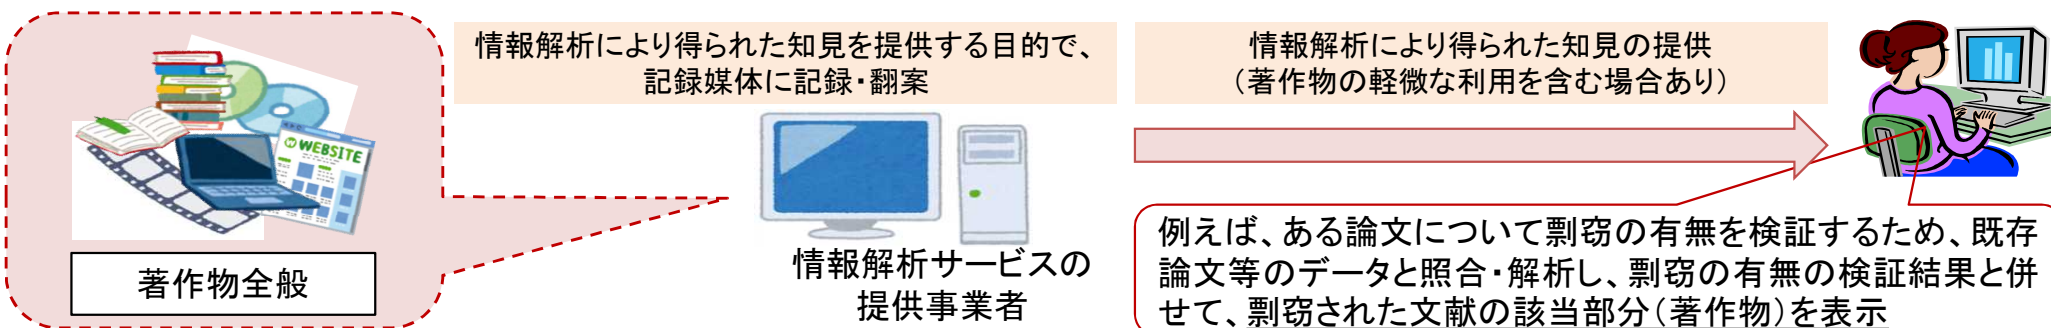 情報解析により得られた知見を提供する目的で、
記録媒体に記録・翻案
情報解析により得られた知見の提供
（著作物の軽微な利用を含む場合あり）
WEBSITE
著作物全般
情報解析サービスの
提供事業者
例えば、ある論文について剽窃の有無を検証するため、既存
論文等のデータと照合・解析し、剽窃の有無の検証結果と併
せて、剽窃された文献の該当部分（著作物）を表示